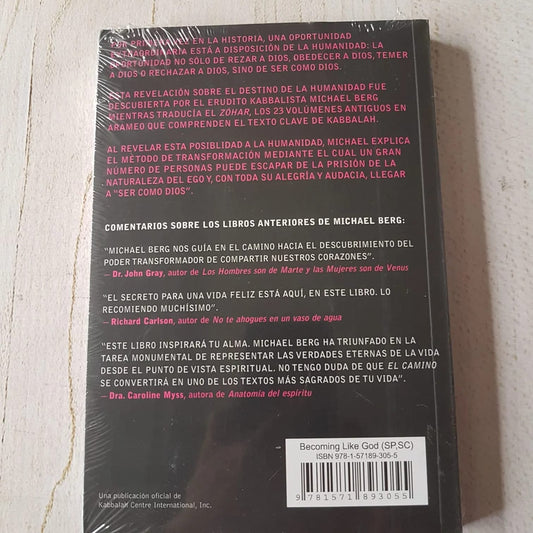 POR PRIMERA VEZ EN LA HISTORIA, UNA OPORTUNIDAD
EXTRAORDINARIA ESTÁ A DISPOSICIÓN DE LA HUMANIDAD: LA
OPORTUNIDAD NO SÓLO DE REZAR A DIOS, OBEDECER A DIOS, TEMER
A DIOS O RECHAZAR A DIOS, SINO DE SER COMO DIOS.
ESTA REVELACIÓN SOBRE EL DESTINO DE LA HUMANIDAD FUE
DESCUBIERTA POR EL ERUDITO KABBALISTA MICHAEL BERG
MIENTRAS TRADUCÍA EL ZÓHAR, LOS 23 VOLÚMENES ANTIGUOS EN
ARAMEO QUE COMPRENDEN EL TEXTO CLAVE DE KABBALAH.
AL REVELAR ESTA POSIBLIDAD A LA HUMANIDAD, MICHAEL EXPLICA
EL MÉTODO DE TRANSFORMACIÓN MEDIANTE EL CUAL UN GRAN
NÚMERO DE PERSONAS PUEDE ESCAPAR DE LA PRISIÓN DE LA
NATURALEZA DEL EGO Y, CON TODA SU ALEGRÍA Y AUDACIA, LLEGAR
A "SER COMO DIOS".
COMENTARIOS SOBRE LOS LIBROS ANTERIORES DE MICHAEL BERG:
"MICHAEL BERG NOS GUÍA EN EL CAMINO HACIA EL DESCUBRIMIENTO DEL
PODER TRANSFORMADOR DE COMPARTIR NUESTROS CORAZONES".
– Dr. John Gray, autor de Los Hombres son de Marte y las Mujeres son de Venus
"EL SECRETO PARA UNA VIDA FELIZ ESTÁ AQUÍ, EN ESTE LIBRO. LO
RECOMIENDO MUCHÍSIMO".
– Richard Carlson, autor de No te ahogues en un vaso de agua
"ESTE LIBRO INSPIRARÁ TU ALMA. MICHAEL BERG HA TRIUNFADO EN LA
TAREA MONUMENTAL DE REPRESENTAR LAS VERDADES ETERNAS DE LA VIDA
DESDE EL PUNTO DE VISTA ESPIRITUAL. NO TENGO DUDA DE QUE EL CAMINO
SE CONVERTIRÁ EN UNO DE LOS TEXTOS MÁS SAGRADOS DE TU VIDA".
– Dra. Caroline Myss, autora de Anatomía del espíritu
Becoming Like God (SP,SC)
ISBN 978-1-57189-305-5
9 781571 893055
Una publicación oficial de
Kabbalah Centre International, Inc.